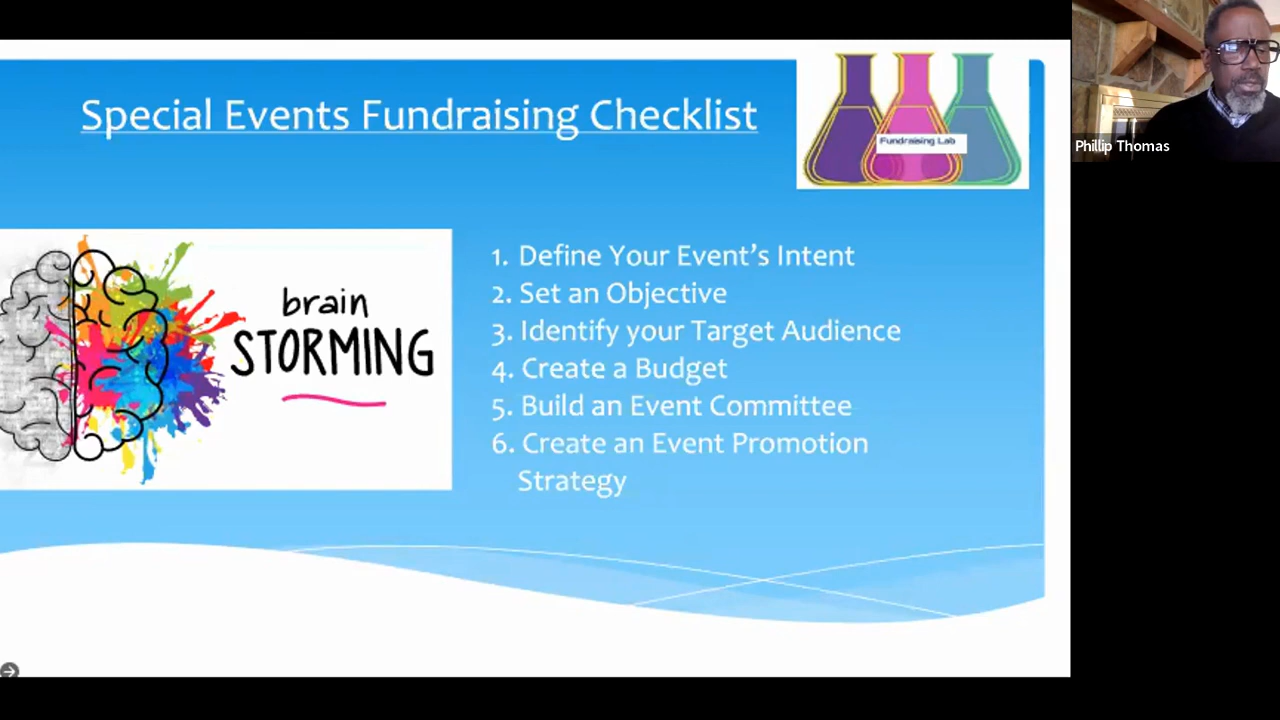 Special Events Fundraising Checklist
Fundraising Lab
Phillip Thomas
brain
STORMING
1. Define Your Event’s Intent
2. Set an Objective
3. Identify your Target Audience
4. Create a Budget
5. Build an Event Committee
6. Create an Event Promotion
Strategy